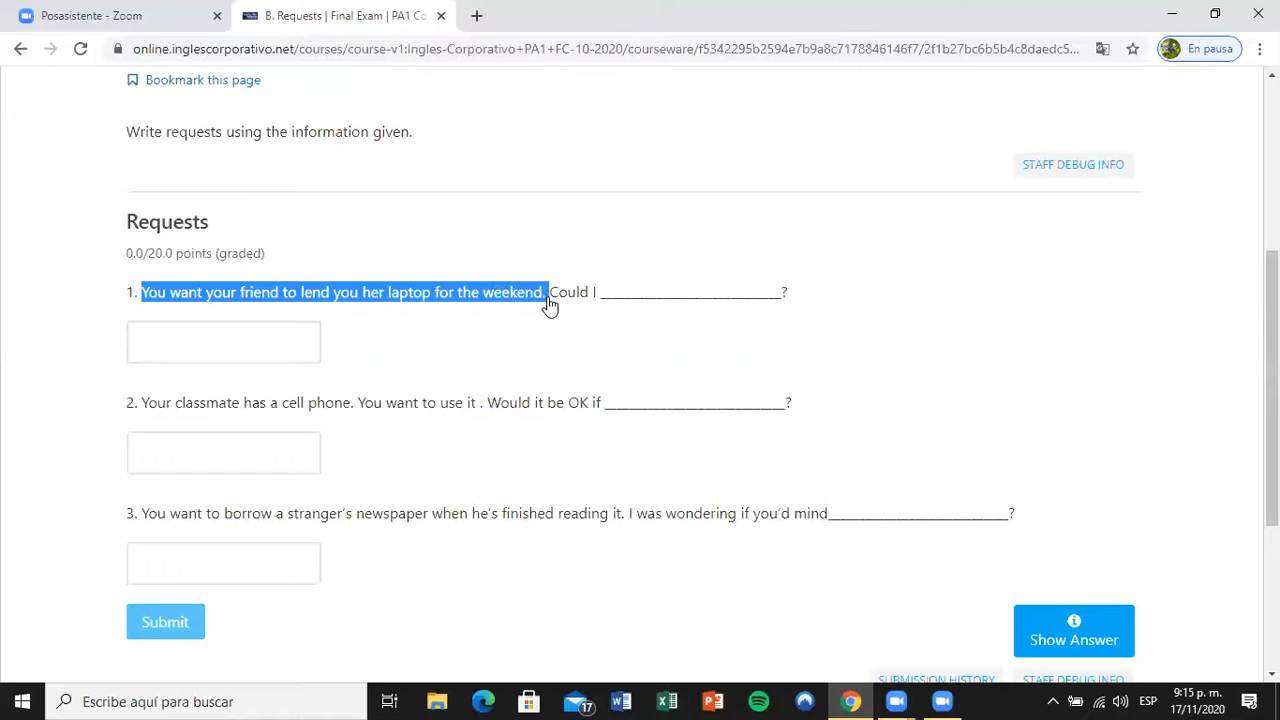 Posasistente - Zoom
B. Requests | Final Exam | PA1 Co
online.inglescorporativo.net/courses/course-v1:Ingles-Corporativo+PA1+FC-10-2020/courseware/f5342295b2594e7b9a8c7178846146f7/2f1b27bc6b5b4c8daedc5...
En pausa
Bookmark this page
Write requests using the information given.
STAFF DEBUG INFO
Requests
0.0/20.0 points (graded)
1. You want your friend to lend you her laptop for the weekend. Could I ______________________?
2. Your classmate has a cell phone. You want to use it . Would it be OK if ______________________?
3. You want to borrow a stranger's newspaper when he's finished reading it. I was wondering if you'd mind______________________?
Submit
Show Answer
SUBMISSION HISTORY
STAFF DEBUG INFO
Escribe aquí para buscar
17
ESP
9:15 p. m.
17/11/2020